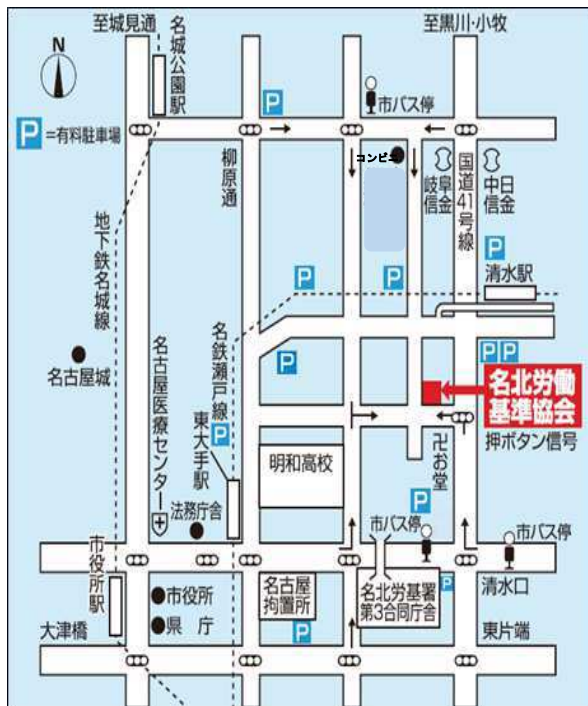 至城見通
至黒川・小牧
N
名城公園駅
P
市バス停
P=有料駐車場
柳原通
コンビニ
岐阜
信金
国道41号線
中日
信金
P
清水駅
地下鉄名城線
P
P
名鉄瀬戸線
P
P P
名古屋城
名古屋医療センター
P
東大手駅
名北労働
基準協会
押ボタン信号
明和高校
卍お堂
法務庁舎
P
市バス停
市バス停
市役所駅
市役所
県 庁
名古屋
拘置所
名北労基署
第3合同庁舎
P
清水口
大津橋
P
東片端